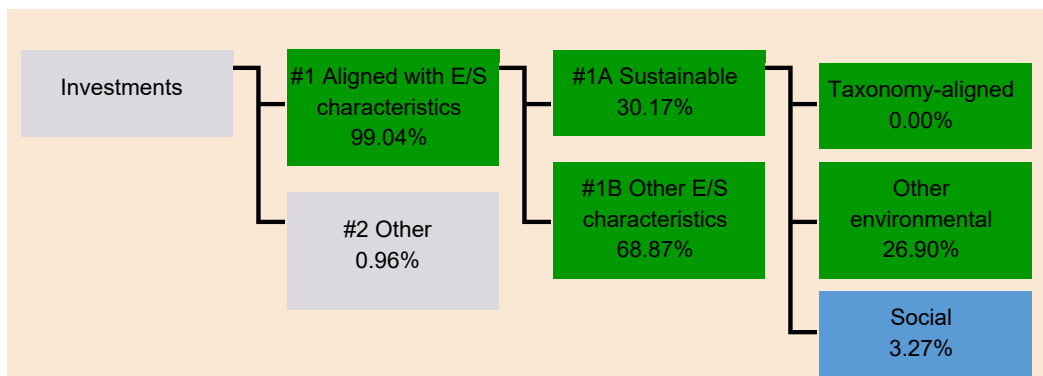 Investments
#1 Aligned with E/S
characteristics
99.04%
#2 Other
0.96%
#1A Sustainable
30.17%
#1B Other E/S
characteristics
68.87%
Taxonomy-aligned
0.00%
Other
environmental
26.90%
Social
3.27%